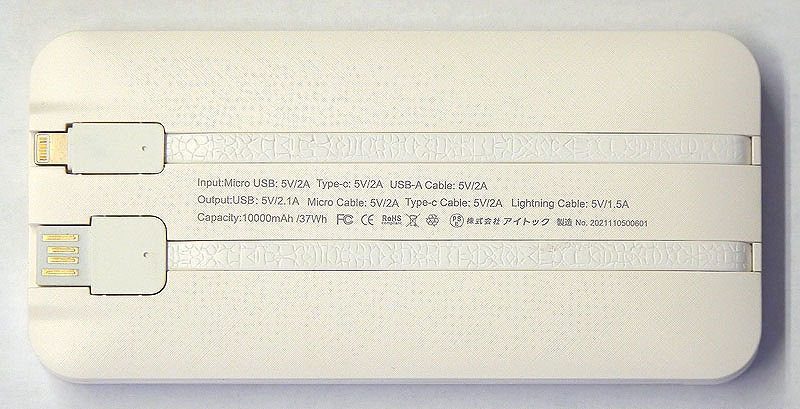 Input:Micro USB: 5V/2A Type-c: 5V/2A USB-A Cable: 5V/2A
Output:USB: 5V/2.1A Micro Cable: 5V/2A Type-c Cable: 5V/2A Lightning Cable: 5V/1.5A
Capacity:10000mAh /37Wh FC CE RoHS compliant PSE 株式会社 アイトック 製造 No. 2021110500601